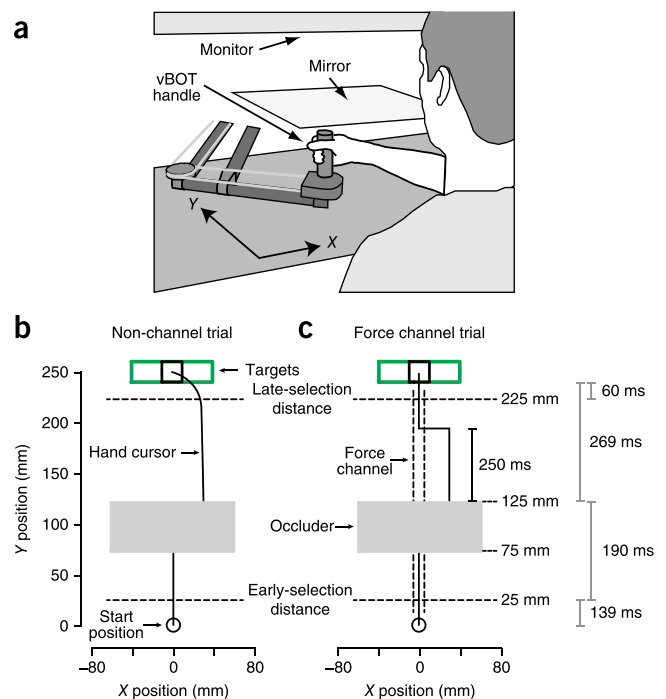 a
Monitor
Mirror
vBOT
handle
Y
X
b
Non-channel trial
c
Force channel trial
250
200
150
100
50
0
Y position (mm)
Targets
Late-selection
distance
Hand cursor
Force
channel
Occluder
Early-selection
distance
Start
position
225 mm
250 ms
125 mm
75 mm
25 mm
60 ms
269 ms
190 ms
139 ms
–80
0
80
X position (mm)
–80
0
80
X position (mm)